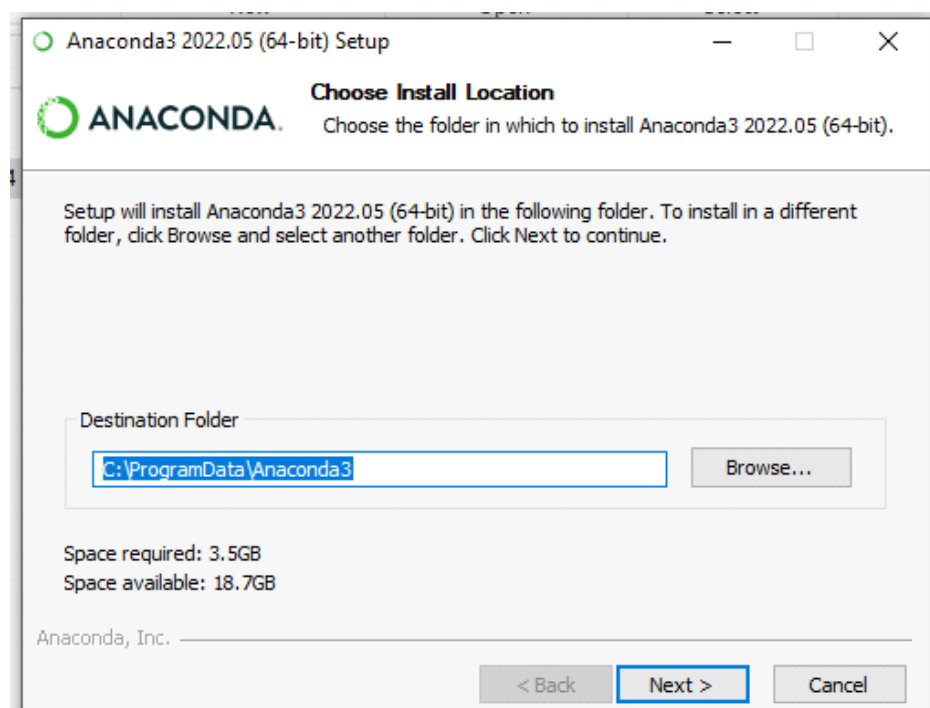 Anaconda3 2022.05 (64-bit) Setup
ANACONDA.
Choose Install Location
Choose the folder in which to install Anaconda3 2022.05 (64-bit).
Setup will install Anaconda3 2022.05 (64-bit) in the following folder. To install in a different
folder, click Browse and select another folder. Click Next to continue.
Destination Folder
C:\ProgramData\Anaconda3
Browse...
Space required: 3.5GB
Space available: 18.7GB
Anaconda, Inc.
< Back
Next >
Cancel